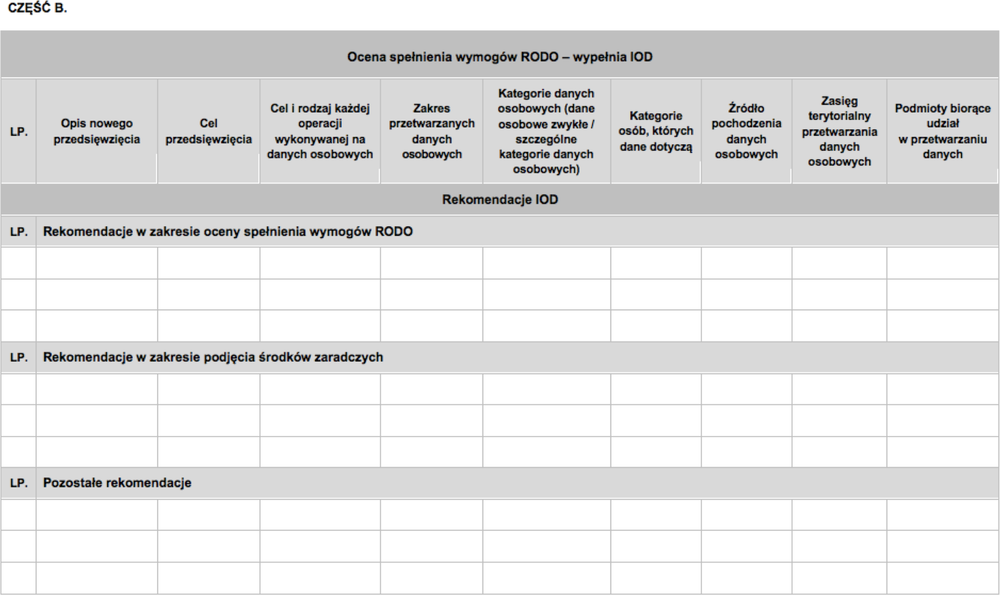 CZĘŚĆ B.
Ocena spełnienia wymogów RODO – wypełnia IOD
LP.
Opis nowego
przedsięwzięcia
Cel
przedsięwzięcia
Cel i rodzaj każdej
operacji
wykonywanej na
danych osobowych
Zakres
przetwarzanych
danych
osobowych
Kategorie danych
osobowych (dane
osobowe zwykłe /
szczególne
kategorie danych
osobowych)
Kategorie
osób, których
dane dotyczą
Źródło
pochodzenia
danych
osobowych
Zasięg
terytorialny
przetwarzania
danych
osobowych
Podmioty biorące
udział
w przetwarzaniu
danych
Rekomendacje IOD
LP. Rekomendacje w zakresie oceny spełnienia wymogów RODO
LP. Rekomendacje w zakresie podjęcia środków zaradczych
LP. Pozostałe rekomendacje